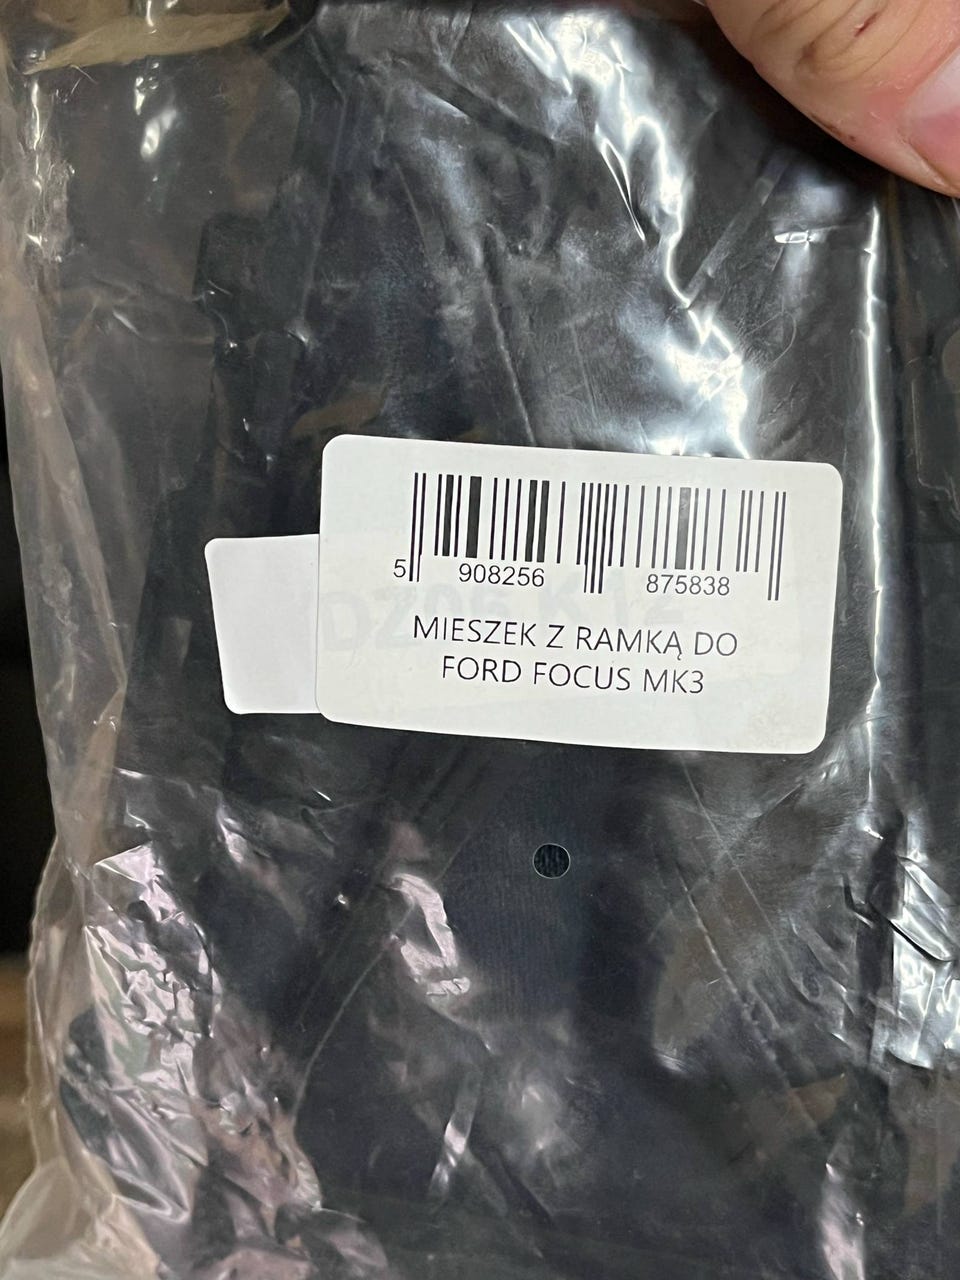 5 908256 875838
MIESZEK Z RAMKĄ DO
FORD FOCUS MK3